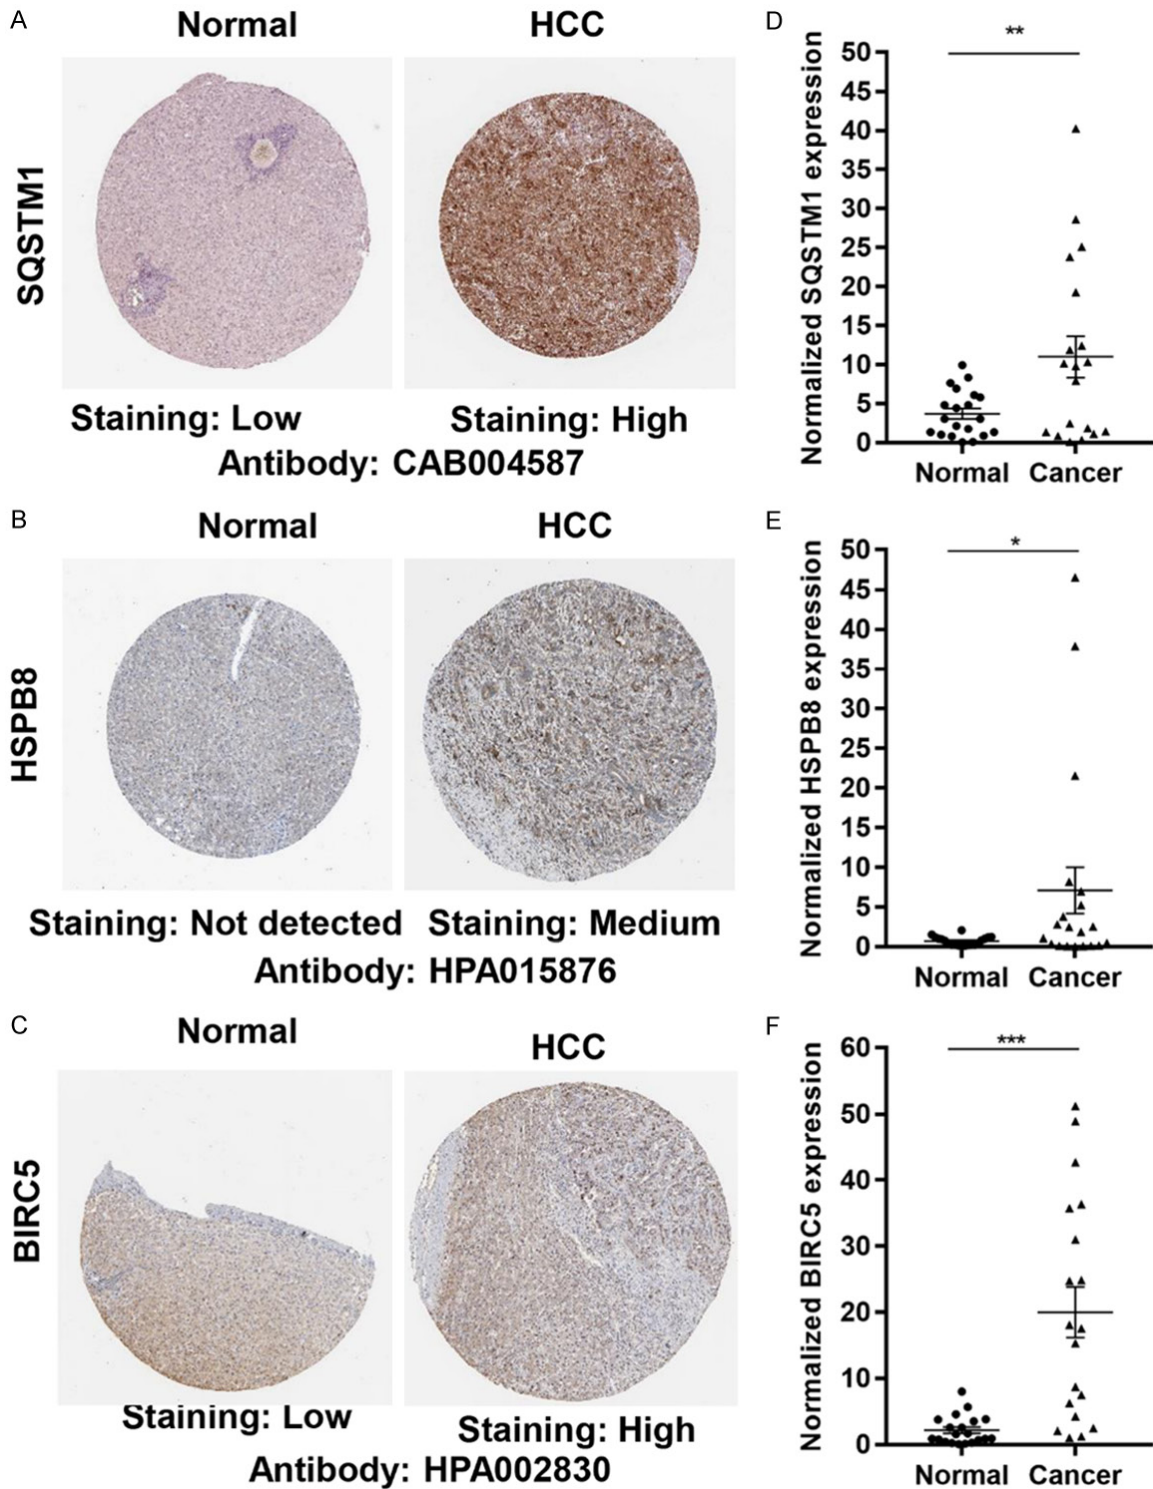 A
Normal
HCC
SQSTM1
Staining: Low
Staining: High
Antibody: CAB004587
D
**
Normalized SQSTM1 expression
50
45
40
35
30
25
20
15
10
5
0
Normal
Cancer
B
Normal
HCC
HSPB8
Staining: Not detected
Staining: Medium
Antibody: HPA015876
E
*
Normalized HSPB8 expression
50
45
40
35
30
25
20
15
10
5
0
Normal
Cancer
C
Normal
HCC
BIRC5
Staining: Low
Staining: High
Antibody: HPA002830
F
***
Normalized BIRC5 expression
60
50
40
30
20
10
0
Normal
Cancer